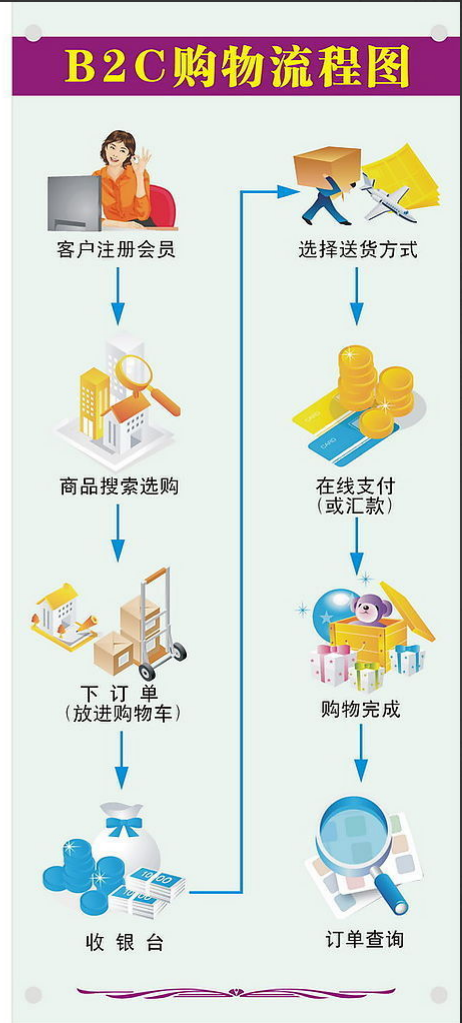 B2C购物流程图
客户注册会员
商品搜索选购
下 订 单
(放进购物车)
收 银 台
选择送货方式
在线支付
(或汇款)
购物完成
订单查询